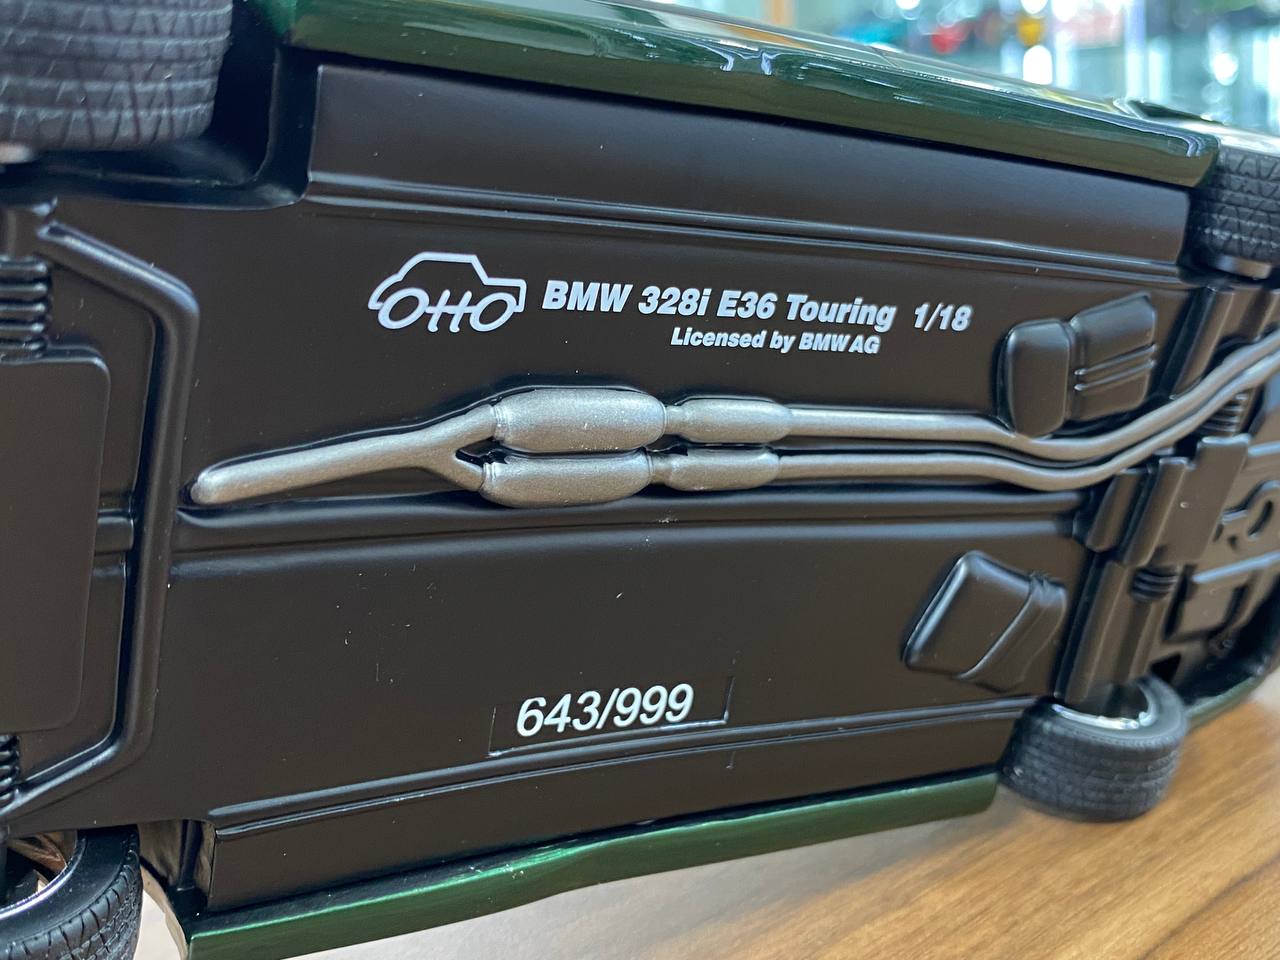 OTTO BMW 328i E36 Touring 1/18
Licensed by BMW AG
643/999